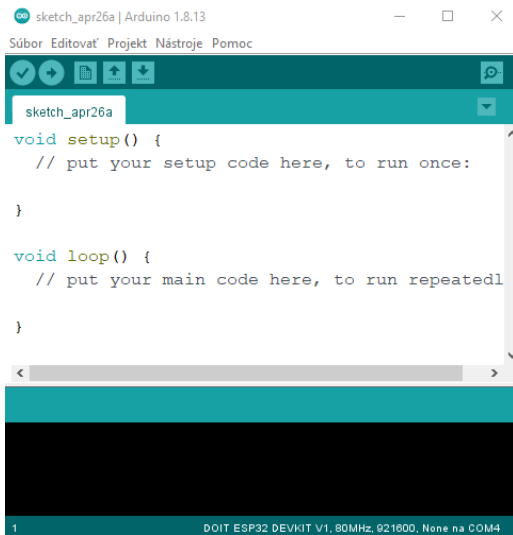 sketch_apr26a | Arduino 1.8.13
Súbor Editovať Projekt Nástroje Pomoc
sketch_apr26a
void setup() {
// put your setup code here, to run once:
}
void loop() {
// put your main code here, to run repeatedl
}
1 DOIT ESP32 DEVKIT V1, 80MHz, 921600, None na COM4